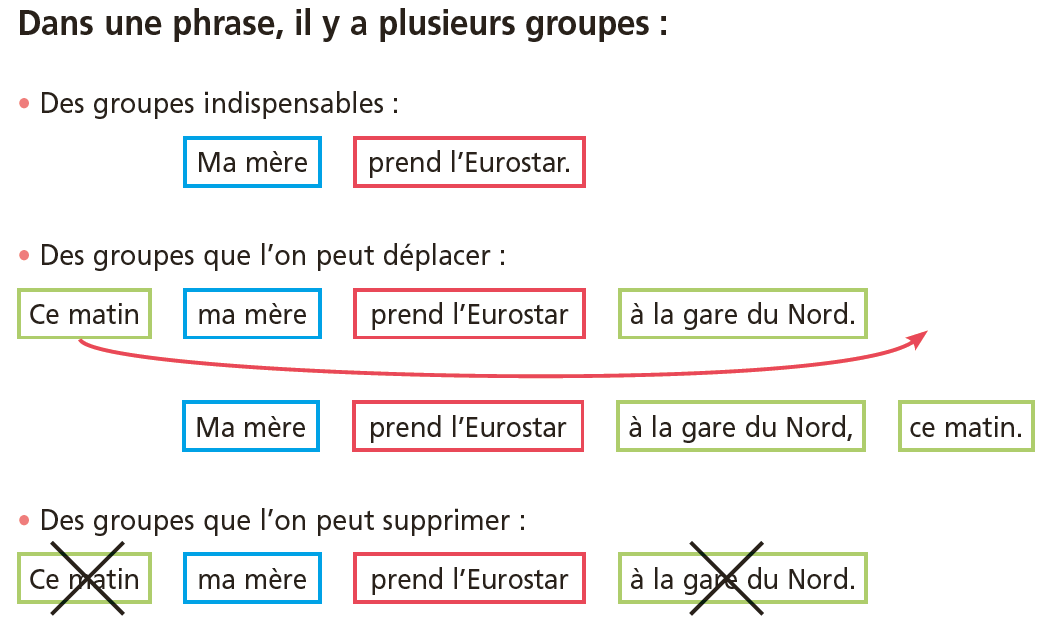 Dans une phrase, il y a plusieurs groupes :
• Des groupes indispensables :
Ma mère prend l’Eurostar.
• Des groupes que l’on peut déplacer :
Ce matin ma mère prend l’Eurostar à la gare du Nord.
Ma mère prend l’Eurostar à la gare du Nord, ce matin.
• Des groupes que l’on peut supprimer :
Ce matin ma mère prend l’Eurostar à la gare du Nord.